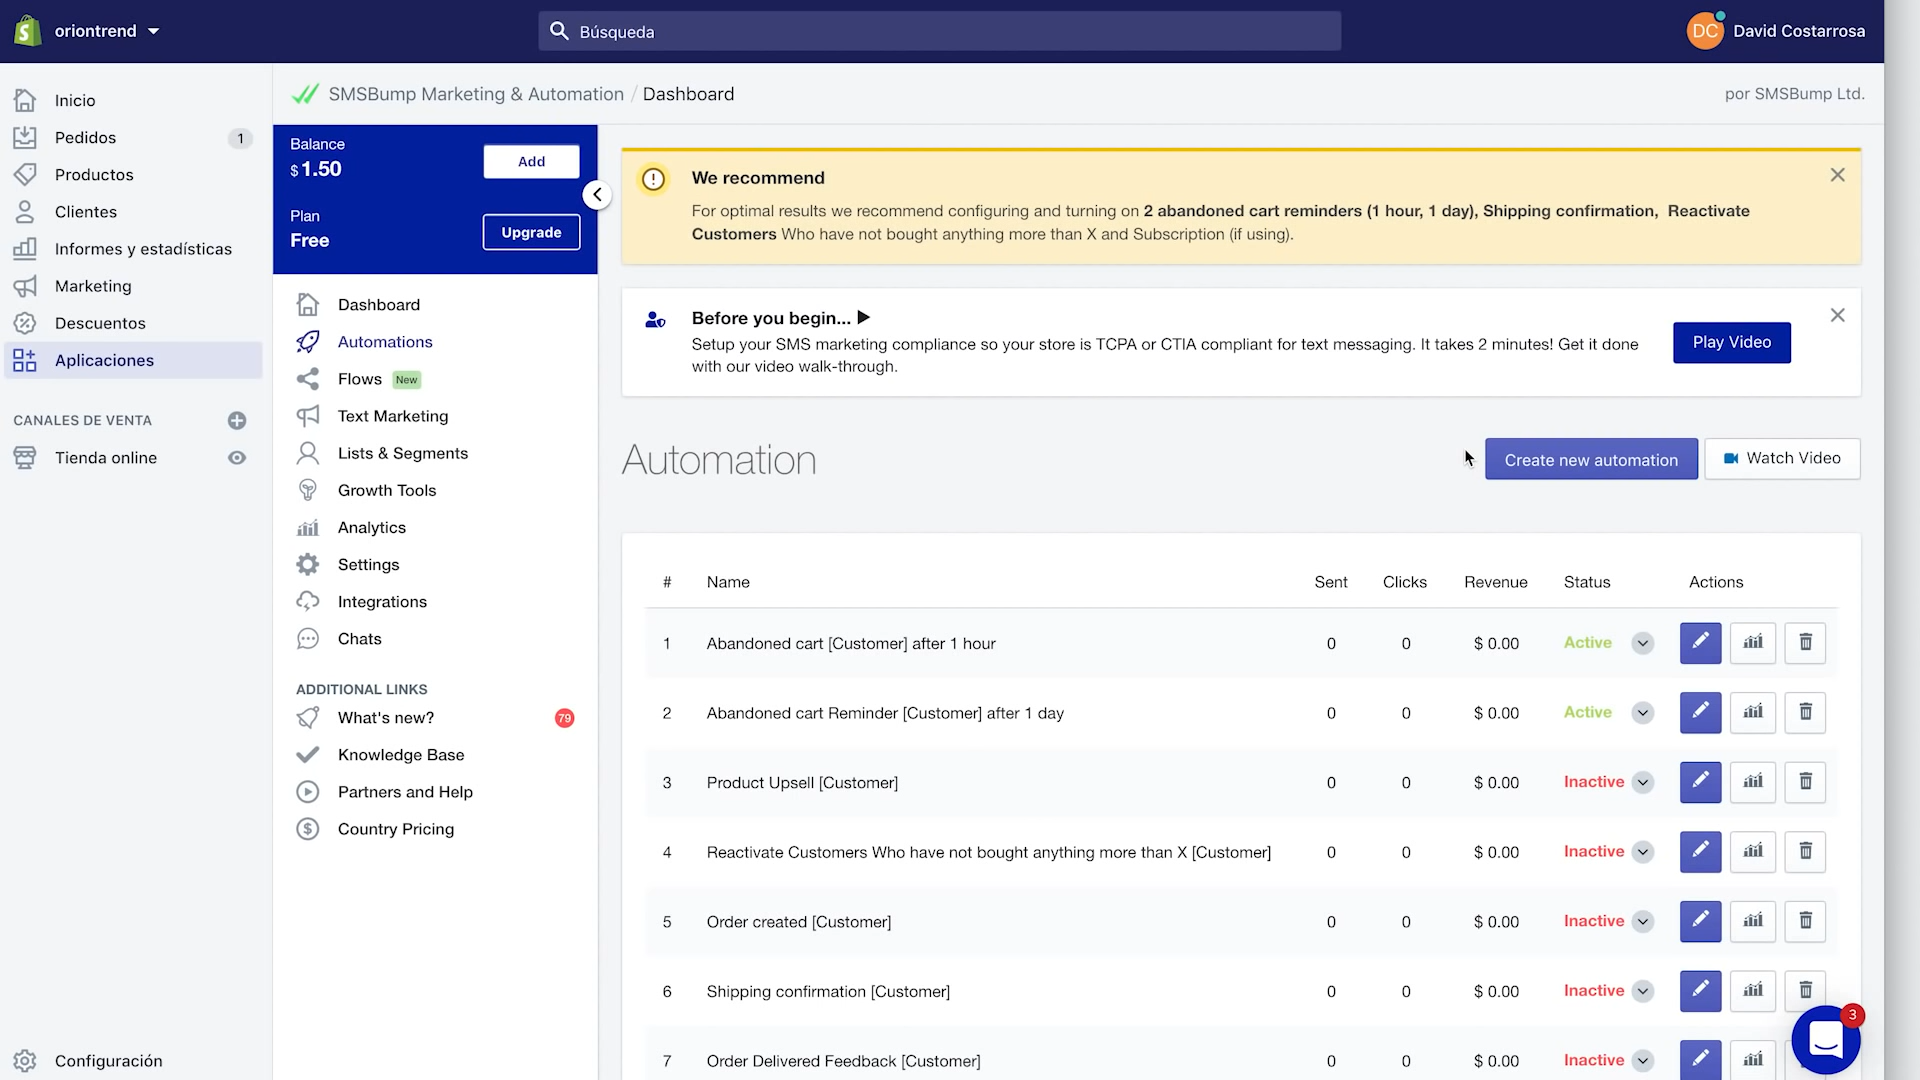 oriontrend
Búsqueda
DC
David Costarrosa
Inicio
Pedidos
1
Productos
Clientes
Informes y estadísticas
Marketing
Descuentos
Aplicaciones
CANALES DE VENTA
Tienda online
Configuración
SMSBump Marketing & Automation / Dashboard
por SMSBump Ltd.
Balance
$ 1.50
Add
Plan
Free
Upgrade
Dashboard
Automations
Flows New
Text Marketing
Lists & Segments
Growth Tools
Analytics
Settings
Integrations
Chats
ADDITIONAL LINKS
What's new?
79
Knowledge Base
Partners and Help
Country Pricing
We recommend
For optimal results we recommend configuring and turning on 2 abandoned cart reminders (1 hour, 1 day), Shipping confirmation, Reactivate
Customers Who have not bought anything more than X and Subscription (if using).
Before you begin...
Setup your SMS marketing compliance so your store is TCPA or CTIA compliant for text messaging. It takes 2 minutes! Get it done
with our video walk-through.
Play Video
Automation
Create new automation
Watch Video
# Name Sent Clicks Revenue Status Actions
1 Abandoned cart [Customer] after 1 hour 0 0 $ 0.00 Active
2 Abandoned cart Reminder [Customer] after 1 day 0 0 $ 0.00 Active
3 Product Upsell [Customer] 0 0 $ 0.00 Inactive
4 Reactivate Customers Who have not bought anything more than X [Customer] 0 0 $ 0.00 Inactive
5 Order created [Customer] 0 0 $ 0.00 Inactive
6 Shipping confirmation [Customer] 0 0 $ 0.00 Inactive
7 Order Delivered Feedback [Customer] 0 0 $ 0.00 Inactive
3